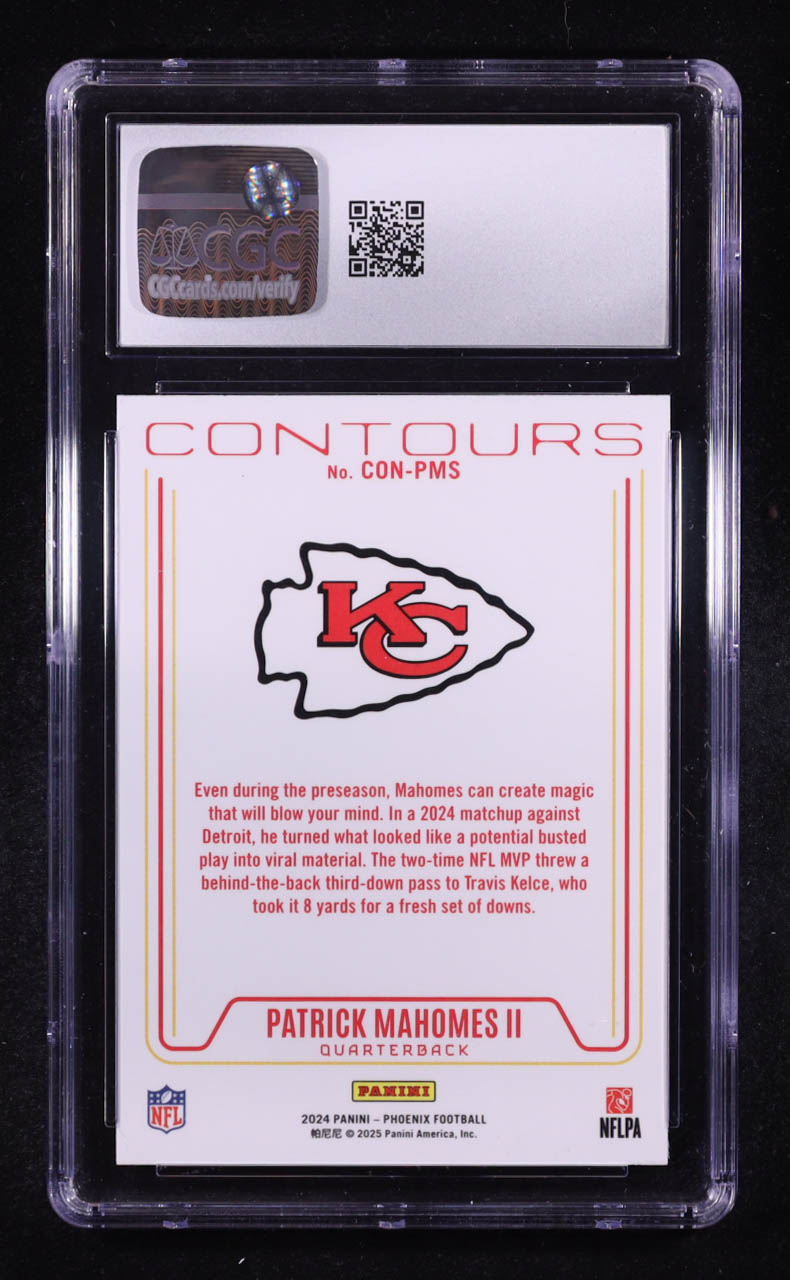 CGC
CGCcards.com/verify
CONTOURS
No. CON-PMS
KC
Even during the preseason, Mahomes can create magic
that will blow your mind. In a 2024 matchup against
Detroit, he turned what looked like a potential busted
play into viral material. The two-time NFL MVP threw a
behind-the-back third-down pass to Travis Kelce, who
took it 8 yards for a fresh set of downs.
PATRICK MAHOMES II
QUARTERBACK
PANINI
NFL
2024 PANINI – PHOENIX FOOTBALL
帕尼尼 © 2025 Panini America, Inc.
NFLPA